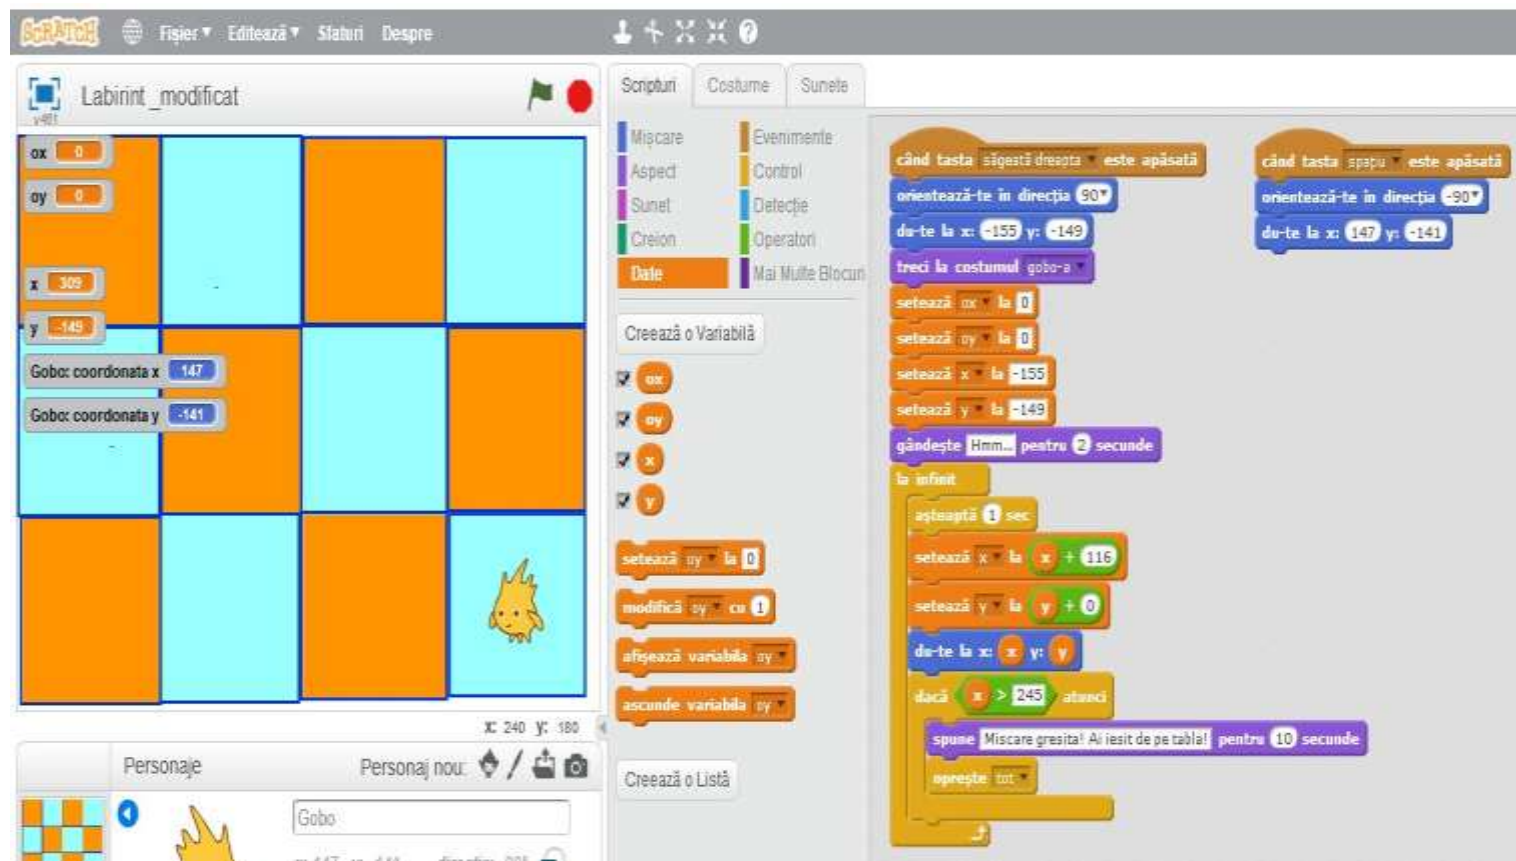 SCRATCH Fișier Editează Sfaturi Despre
Labirint _modificat
v461
ox 0
oy 0
x 309
y -149
Gobo: coordonata x 147
Gobo: coordonata y -141
x: 240 y: 180
Personaje Personaj nou:
Gobo
Scripturi Costume Sunete
Mișcare Evenimente
Aspect Control
Sunet Detecție
Creion Operatori
Date Mai Multe Blocuri
Creează o Variabilă
ox
oy
x
y
setează oy la 0
modifică oy cu 1
afișează variabila oy
ascunde variabila oy
Creează o Listă
când tasta săgeată dreapta este apăsată
orientează-te în direcția 90
du-te la x: -155 y: -149
treci la costumul gobo-a
setează ox la 0
setează oy la 0
setează x la -155
setează y la -149
gândește Hmm... pentru 2 secunde
la infinit
așteaptă 1 sec
setează x la x + 116
setează y la y + 0
du-te la x: x y: y
dacă x > 245 atunci
spune Miscare gresita! Ai iesit de pe tabla! pentru 10 secunde
oprește tot
când tasta spațiu este apăsată
orientează-te în direcția -90
du-te la x: 147 y: -141